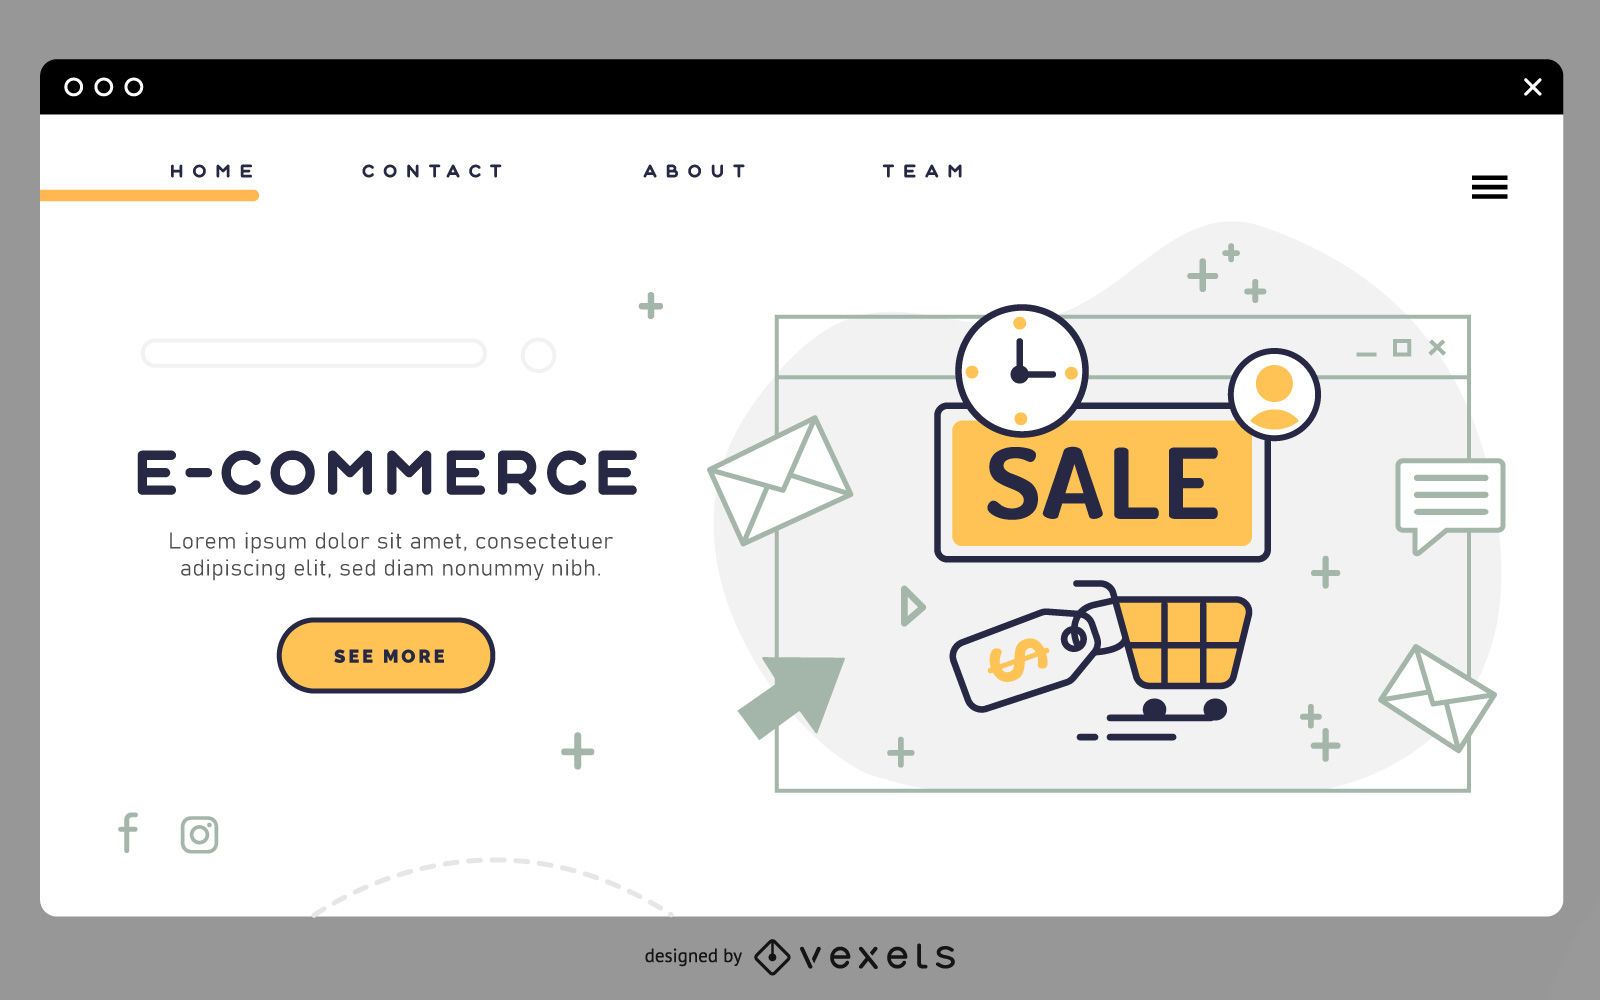 HOME CONTACT ABOUT TEAM
E-COMMERCE
Lorem ipsum dolor sit amet, consectetuer
adipiscing elit, sed diam nonummy nibh.
SEE MORE
SALE
$
f
designed by vexels